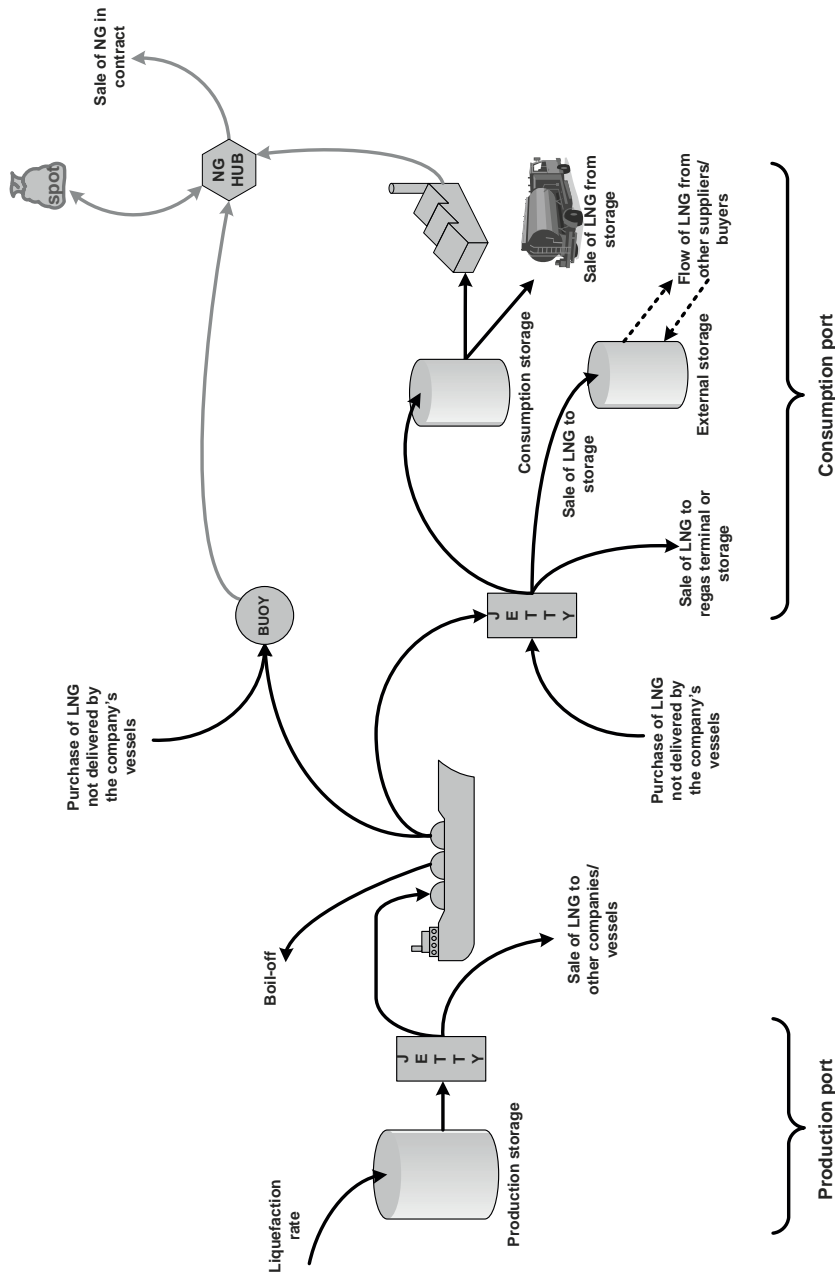 Liquefaction
rate
Production storage
J
E
T
T
Y
Boil-off
Sale of LNG to
other companies/
vessels
Purchase of LNG
not delivered by
the company's
vessels
BUOY
Purchase of LNG
not delivered by
the company's
vessels
J
E
T
T
Y
Sale of LNG to
regas terminal or
storage
Sale of LNG to
storage
Consumption storage
External storage
Sale of LNG from
storage
Flow of LNG from
other suppliers/
buyers
spot
NG
HUB
Sale of NG in
contract
Production port
Consumption port